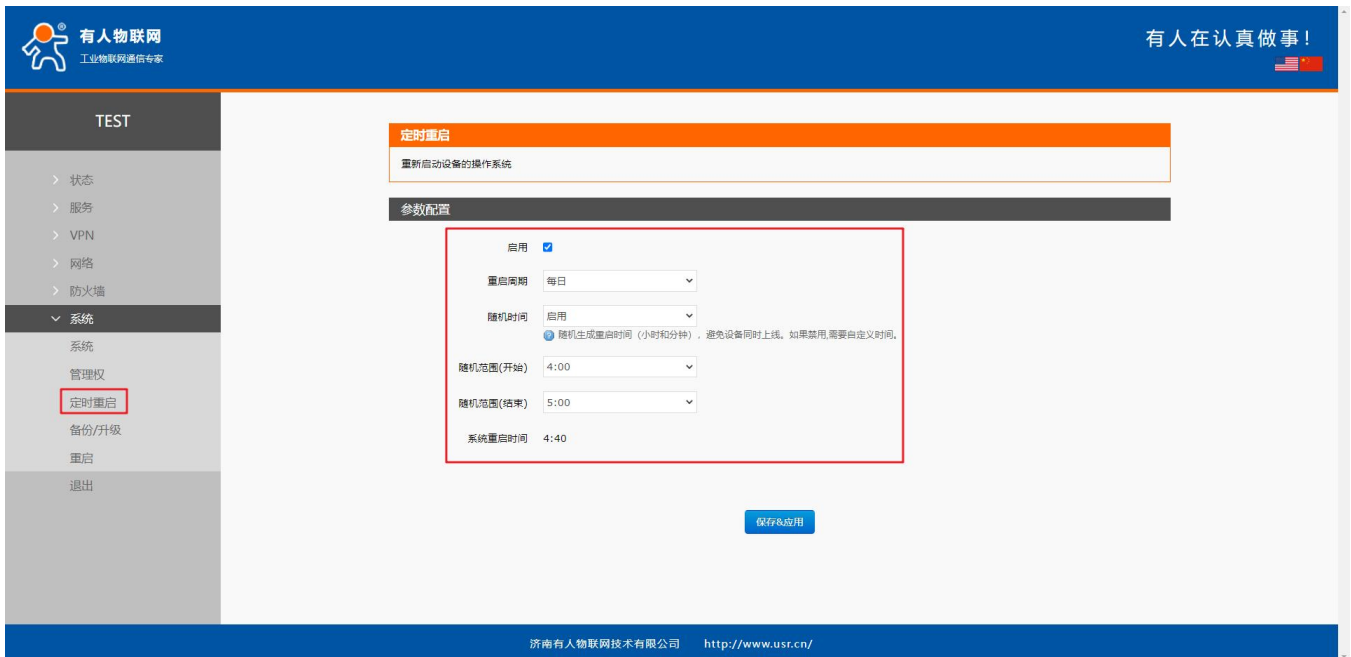 有人物联网
®
工业物联网通信专家
有人在认真做事！
TEST
状态
服务
VPN
网络
防火墙
系统
系统
管理权
定时重启
备份/升级
重启
退出
定时重启
重新启动设备的操作系统
参数配置
启用
重启周期 每日
随机时间 启用
随机生成重启时间（小时和分钟），避免设备同时上线。如果禁用,需要自定义时间。
随机范围(开始) 4:00
随机范围(结束) 5:00
系统重启时间 4:40
保存&应用
济南有人物联网技术有限公司 http://www.usr.cn/